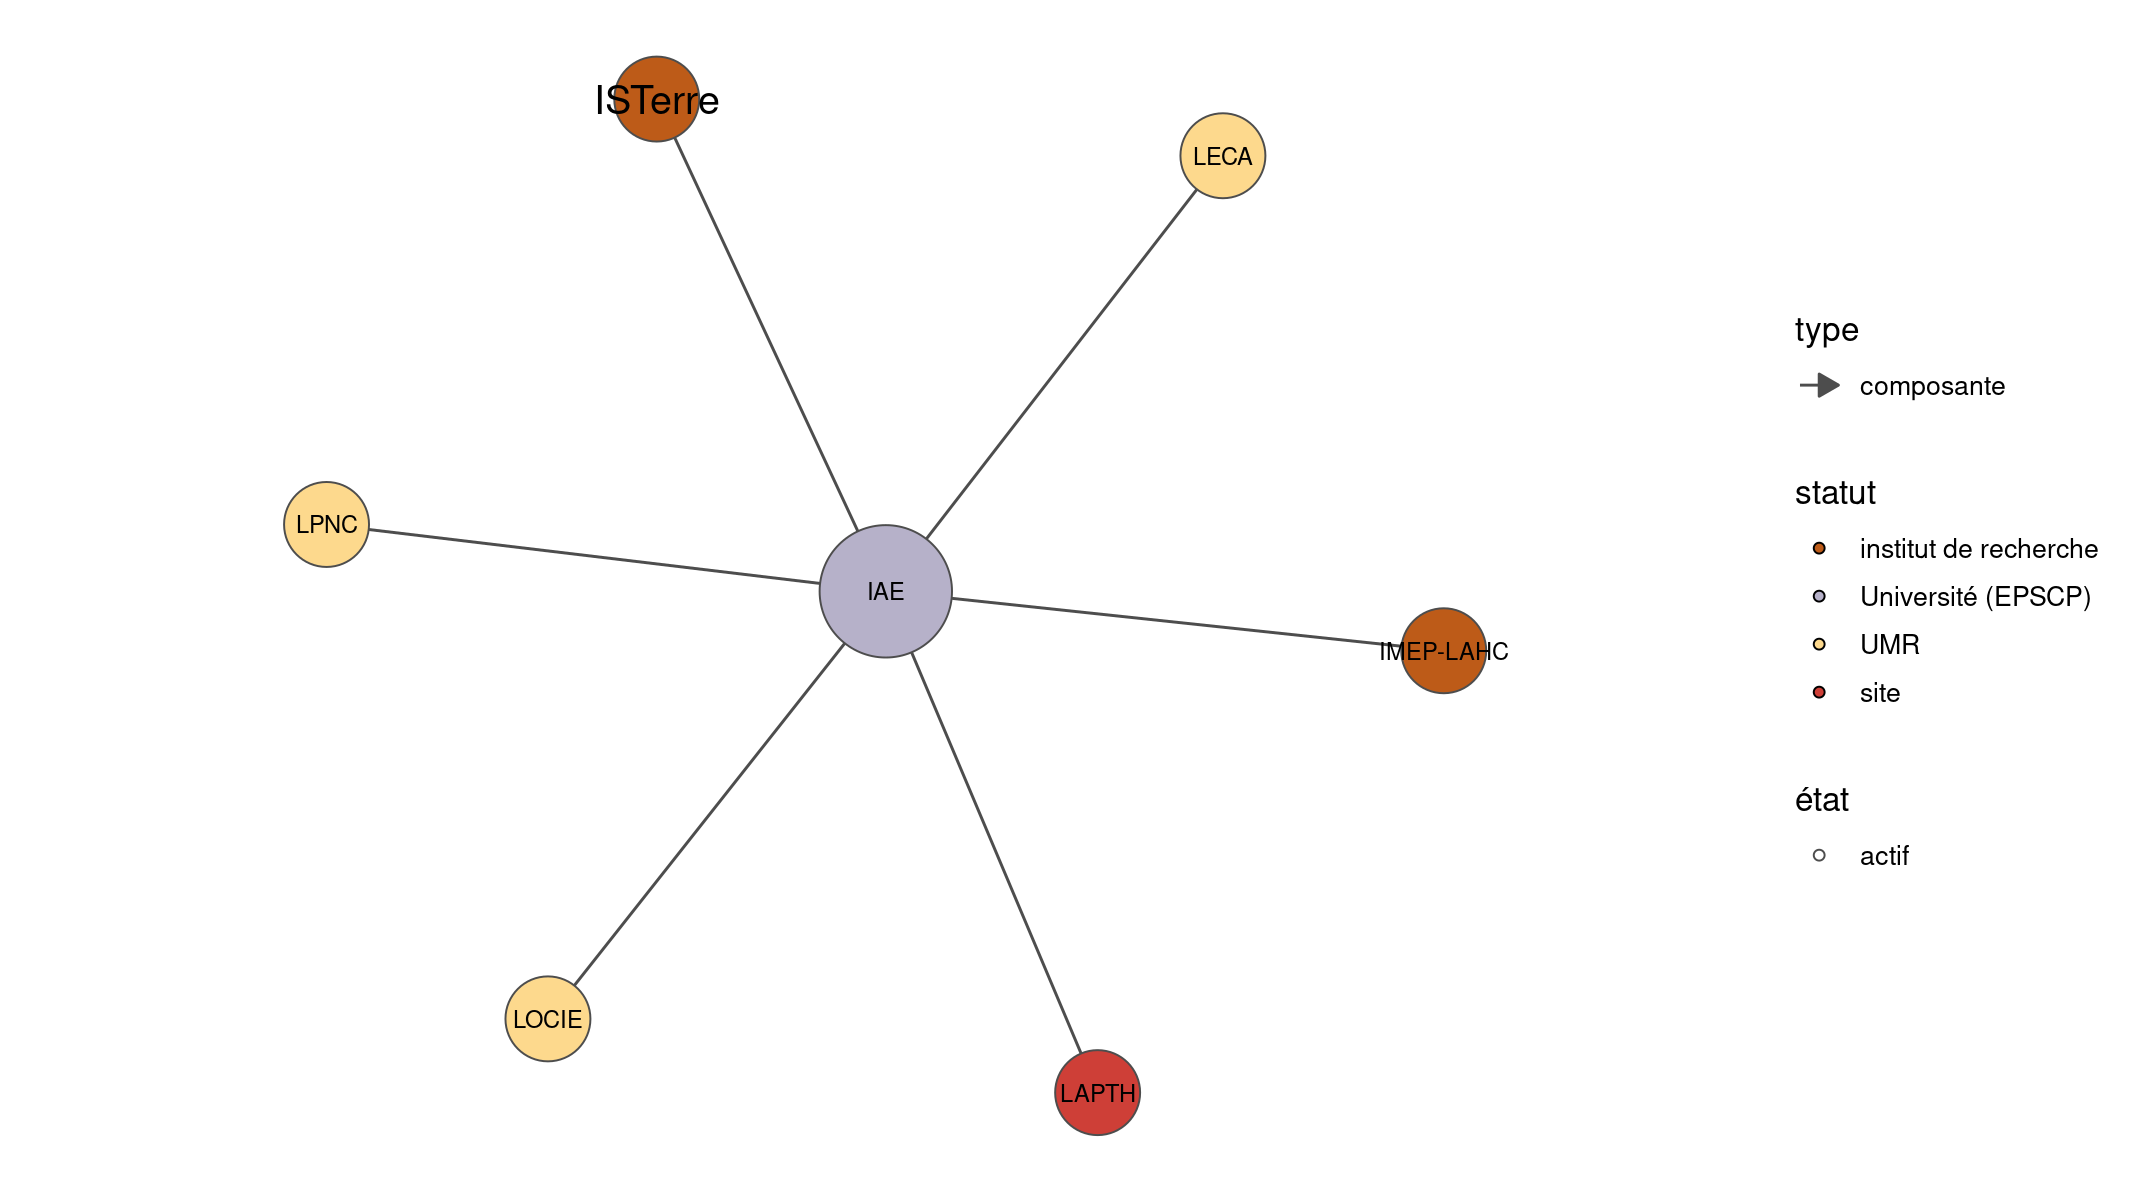 ISTerre
LECA
LPNC
IAE
IMEP-LAHC
LOCIE
LAPTH
type
composante
statut
institut de recherche
Université (EPSCP)
UMR
site
état
actif